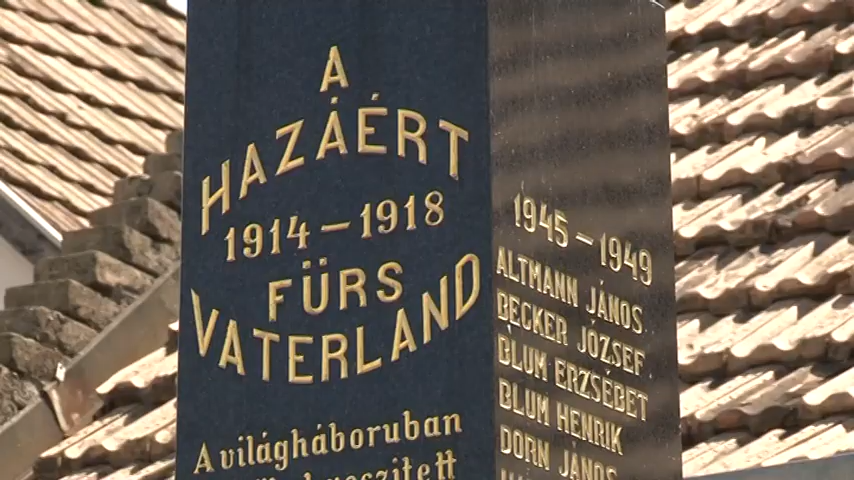 A
HAZÁÉRT
1914–1918
FÜRS
VATERLAND
A világháboruban
1945–1949
ALTMANN JÁNOS
BECKER JÓZSEF
BLUM ERZSÉBET
BLUM HENRIK
DORN JÁNOS